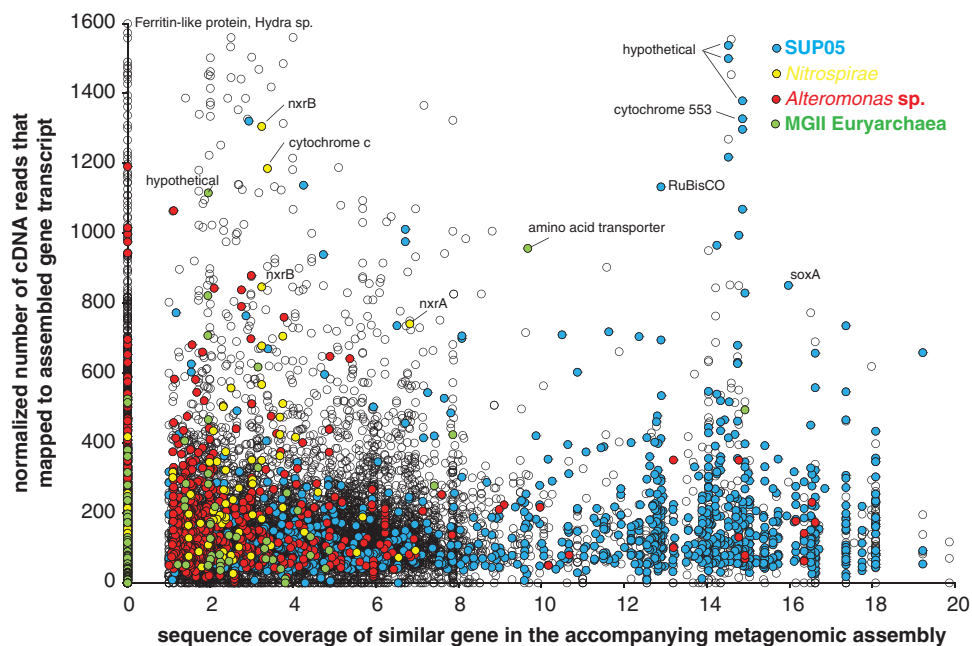 1600
1400
1200
1000
800
600
400
200
0
normalized number of cDNA reads that
mapped to assembled gene transcript
Ferritin-like protein, Hydra sp.
nxrB
cytochrome c
hypothetical
nxrB
nxrA
amino acid transporter
hypothetical
cytochrome 553
RuBisCO
soxA
SUP05
Nitrospirae
Alteromonas sp.
MGII Euryarchaea
0 2 4 6 8 10 12 14 16 18 20
sequence coverage of similar gene in the accompanying metagenomic assembly